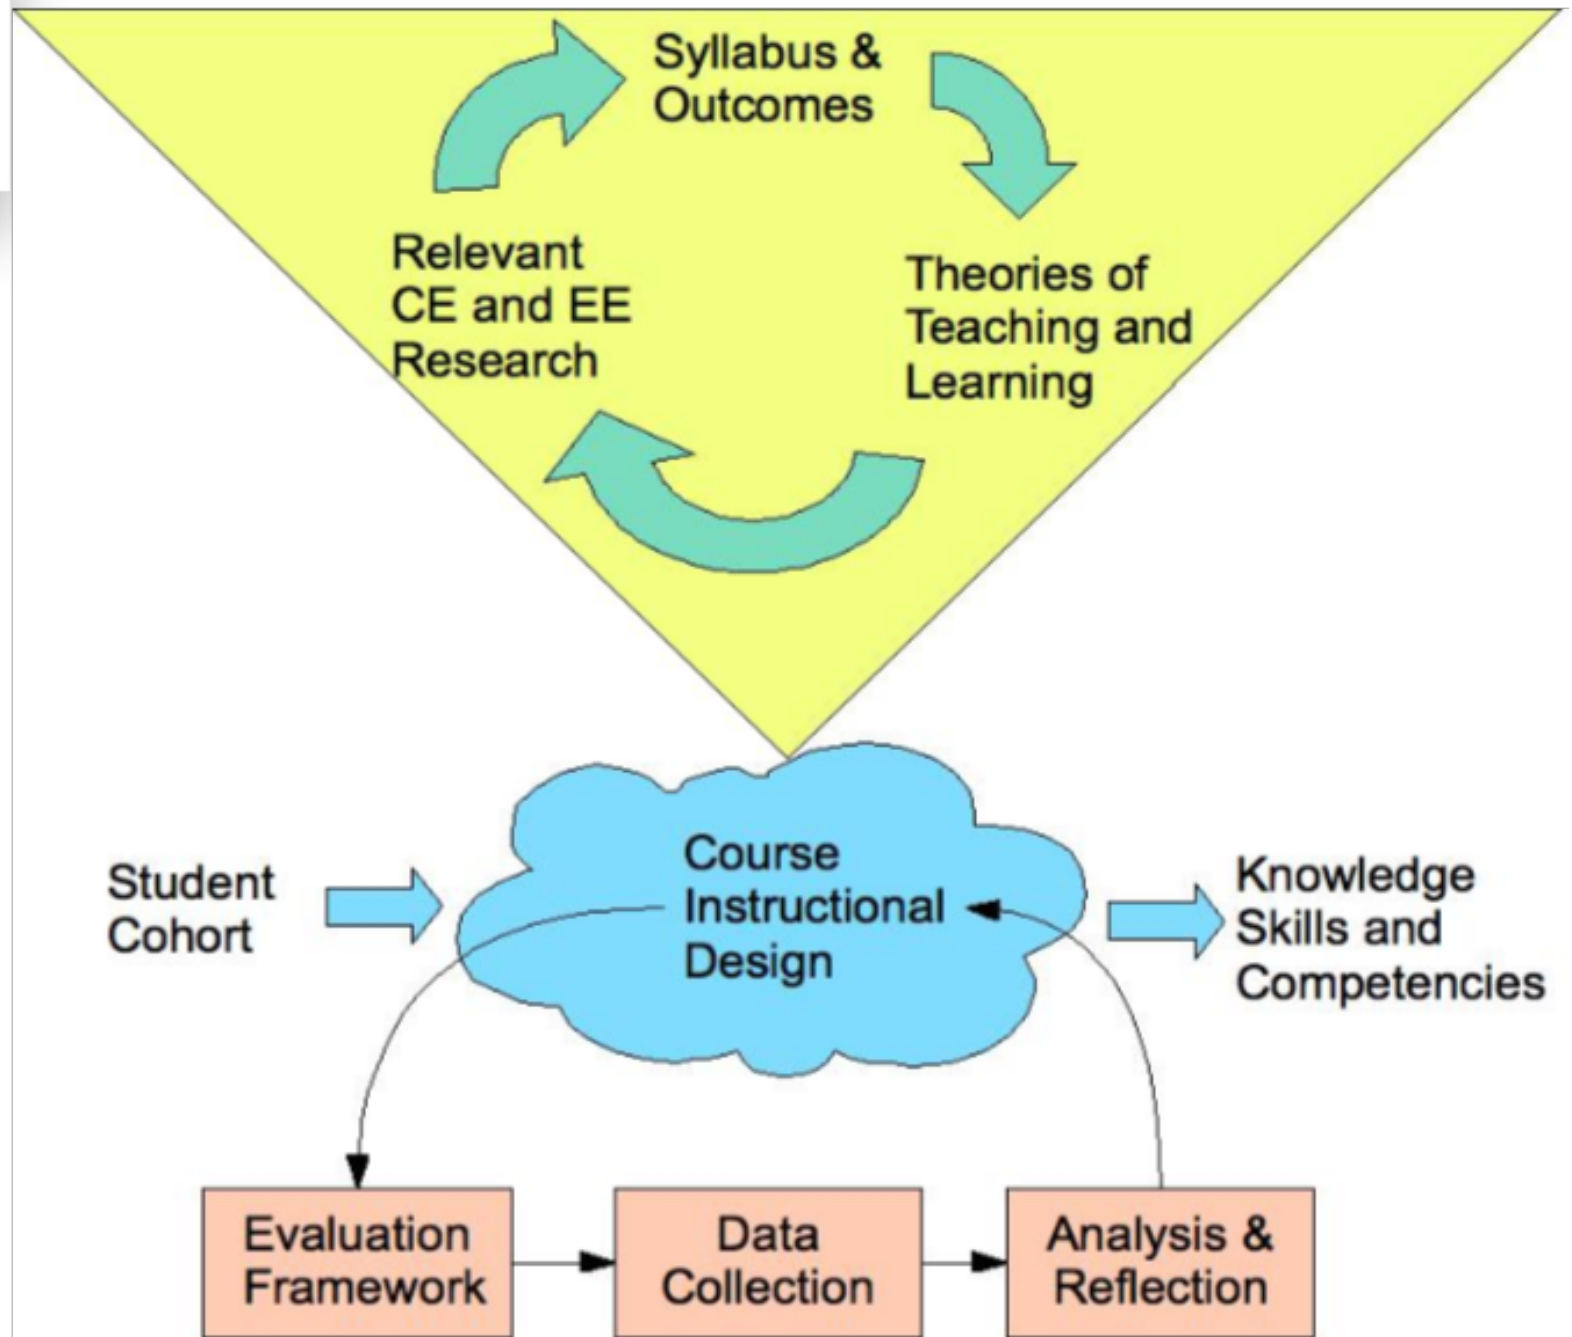 Syllabus &
Outcomes
Relevant
CE and EE
Research
Theories of
Teaching and
Learning
Student
Cohort
Course
Instructional
Design
Knowledge
Skills and
Competencies
Evaluation
Framework
Data
Collection
Analysis &
Reflection